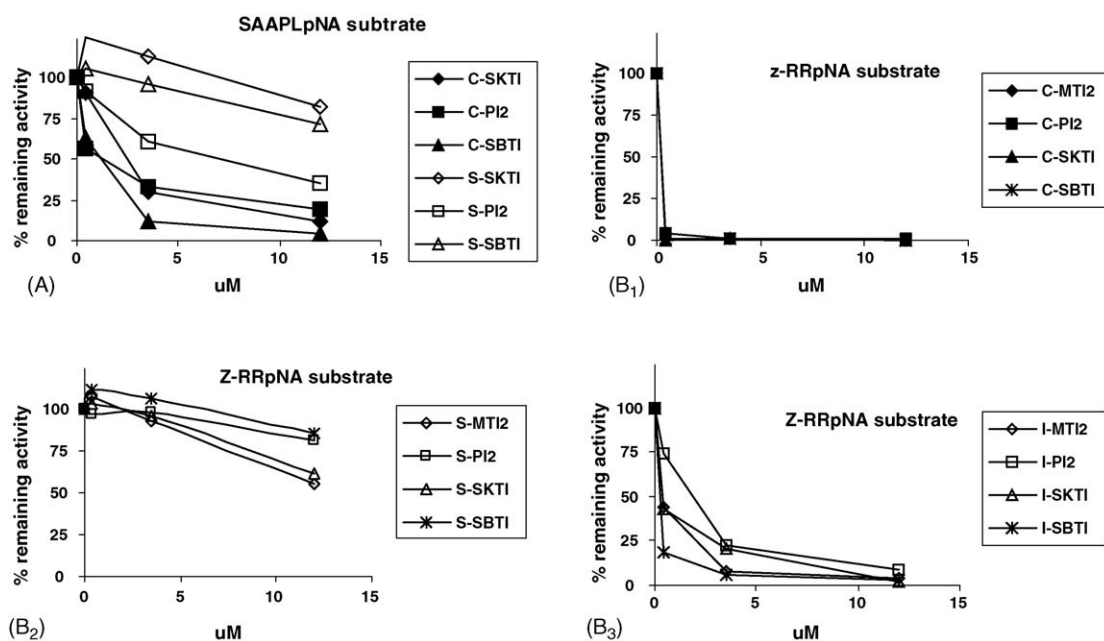 SAAPLpNA subtrate
% remaining activity
100
75
50
25
0
0
5
10
15
uM
C-SKTI
C-PI2
C-SBTI
S-SKTI
S-PI2
S-SBTI
(A)
z-RRpNA substrate
% remaining activity
100
75
50
25
0
0
5
10
15
uM
C-MTI2
C-PI2
C-SKTI
C-SBTI
(B1)
Z-RRpNA substrate
% remaining activity
100
75
50
25
0
0
5
10
15
uM
S-MTI2
S-PI2
S-SKTI
S-SBTI
(B2)
Z-RRpNA substrate
% remaining activity
100
75
50
25
0
0
5
10
15
uM
I-MTI2
I-PI2
I-SKTI
I-SBTI
(B3)